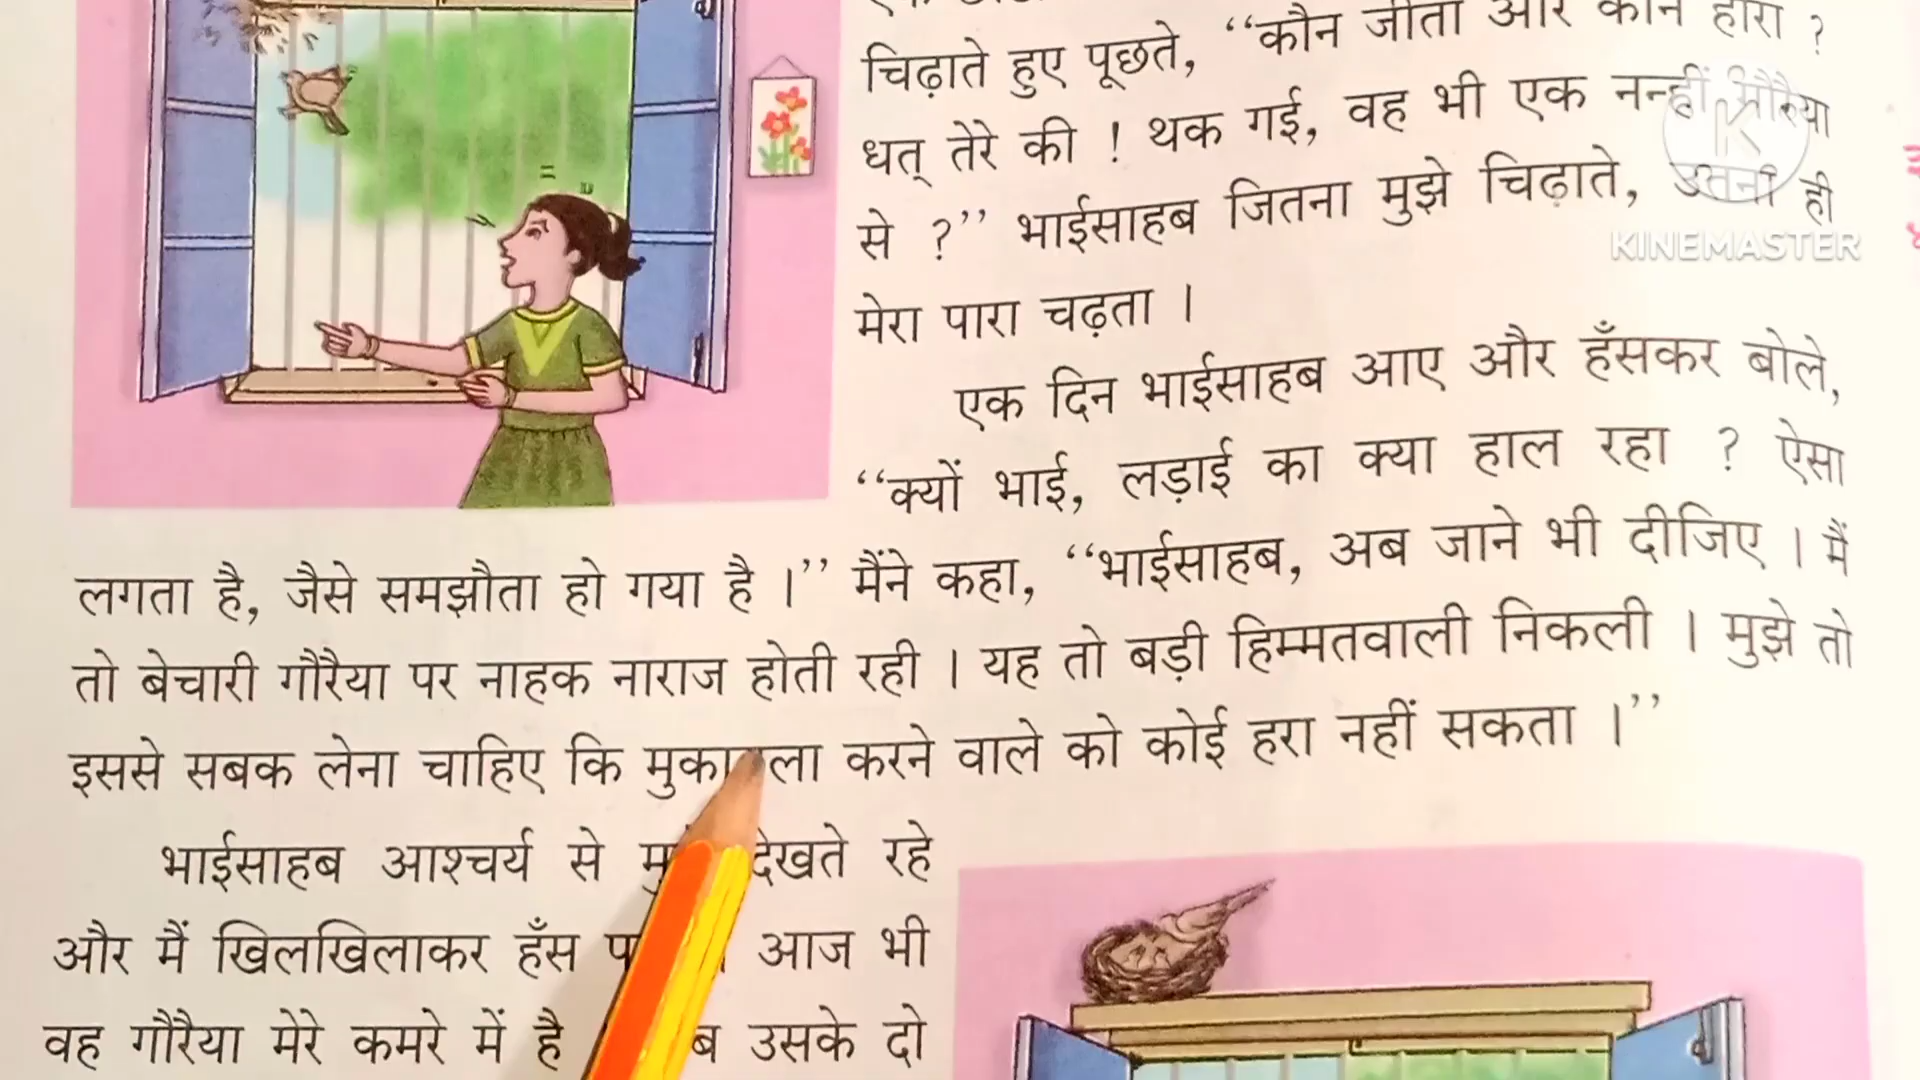 चिढ़ाते हुए पूछते, ‘‘कौन जीता और कौन हारा ?
धत् तेरे की ! थक गई, वह भी एक नन्हीं गौरैया
से ?’’ भाईसाहब जितना मुझे चिढ़ाते, उतना ही
मेरा पारा चढ़ता ।
एक दिन भाईसाहब आए और हँसकर बोले,
‘‘क्यों भाई, लड़ाई का क्या हाल रहा ? ऐसा
लगता है, जैसे समझौता हो गया है ।’’ मैंने कहा, ‘‘भाईसाहब, अब जाने भी दीजिए । मैं
तो बेचारी गौरैया पर नाहक नाराज होती रही । यह तो बड़ी हिम्मतवाली निकली । मुझे तो
इससे सबक लेना चाहिए कि मुकाबला करने वाले को कोई हरा नहीं सकता ।’’
भाईसाहब आश्चर्य से देखते रहे
और मैं खिलखिलाकर हँस आज भी
वह गौरैया मेरे कमरे में है उसके दो
K
KINEMASTER